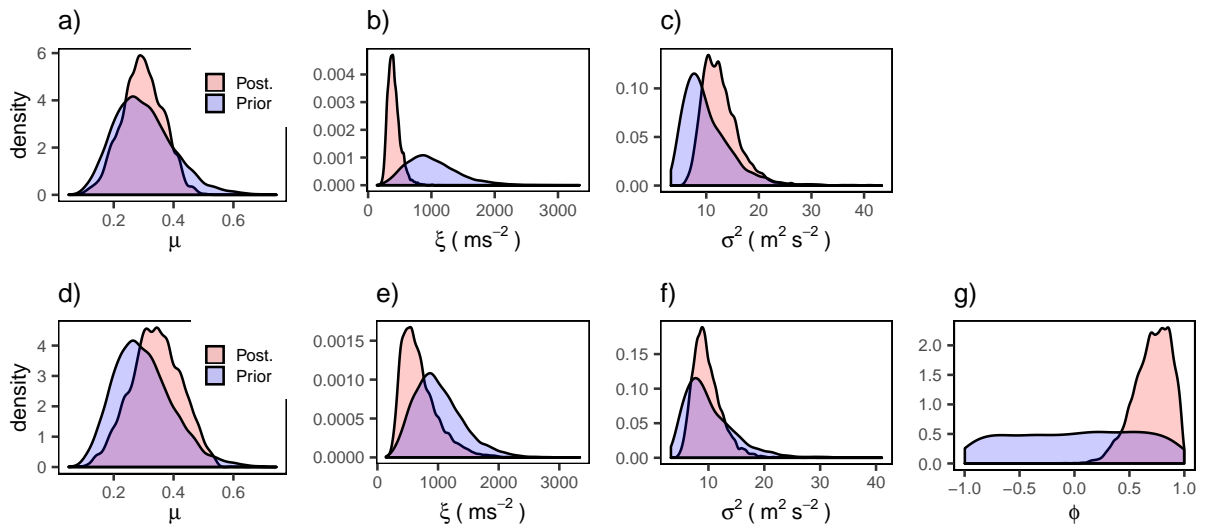 a)
density
6
4
2
0
0.2 0.4 0.6
μ
Post.
Prior
b)
0.004
0.003
0.002
0.001
0.000
0 1000 2000 3000
ξ ( ms⁻² )
c)
0.10
0.05
0.00
10 20 30 40
σ² ( m² s⁻² )
d)
density
4
3
2
1
0
0.2 0.4 0.6
μ
Post.
Prior
e)
0.0015
0.0010
0.0005
0.0000
0 1000 2000 3000
ξ ( ms⁻² )
f)
0.15
0.10
0.05
0.00
10 20 30 40
σ² ( m² s⁻² )
g)
2.0
1.5
1.0
0.5
0.0
−1.0 −0.5 0.0 0.5 1.0
ϕ